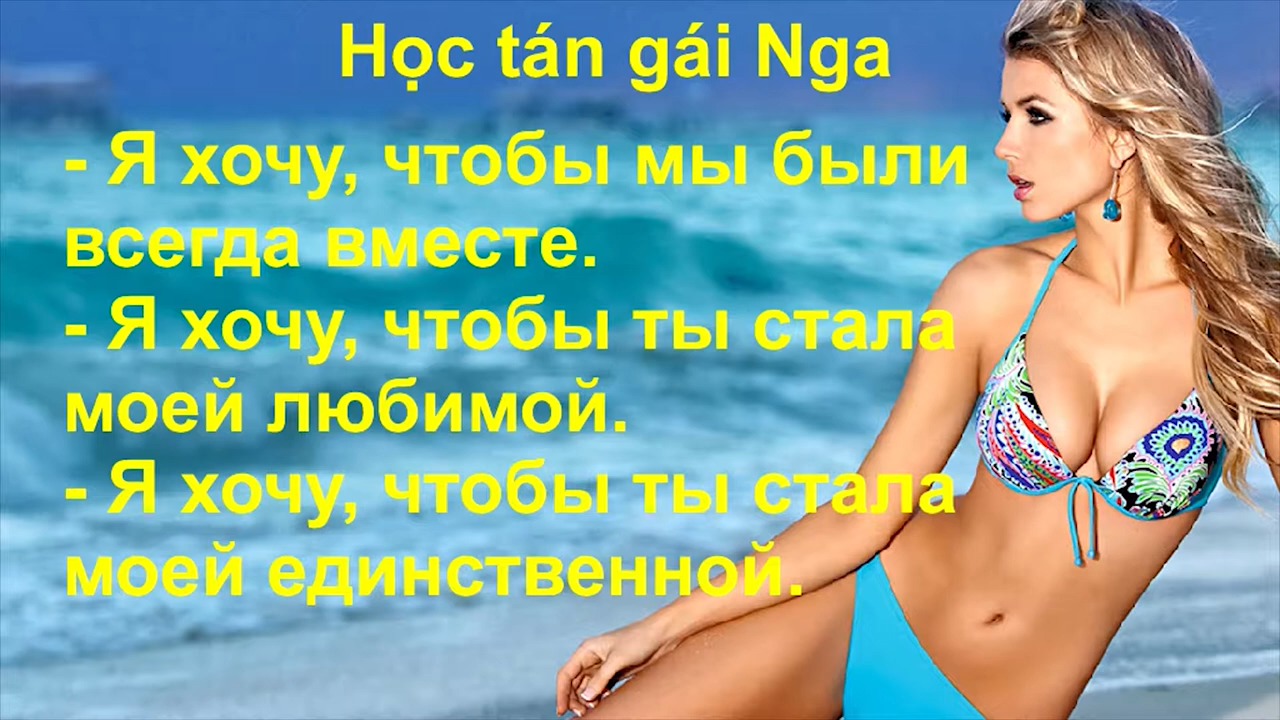 Học tán gái Nga
- Я хочу, чтобы мы были
всегда вместе.
- Я хочу, чтобы ты стала
моей любимой.
- Я хочу, чтобы ты стала
моей единственной.